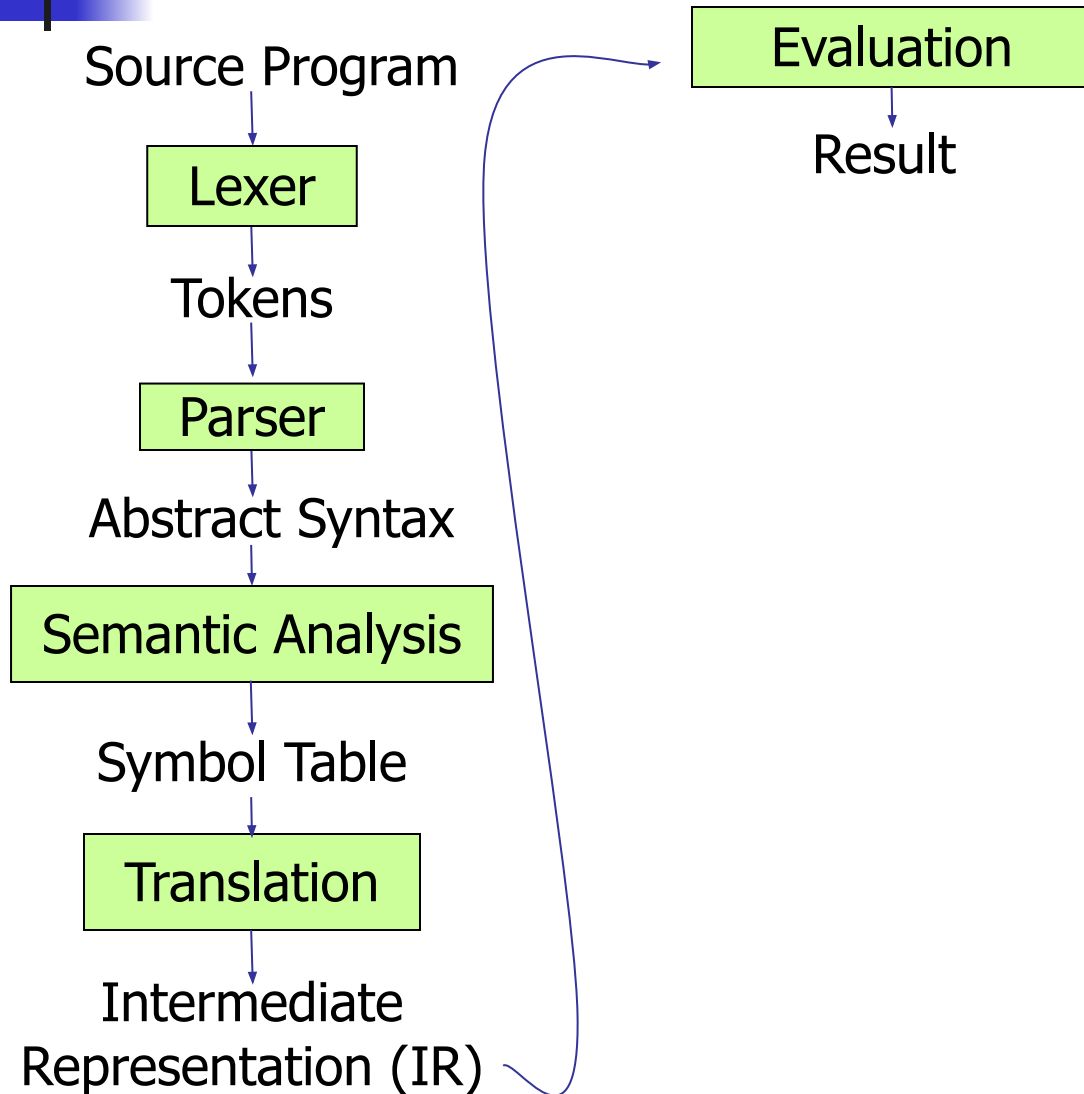 Source Program
Lexer
Tokens
Parser
Abstract Syntax
Semantic Analysis
Symbol Table
Translation
Intermediate
Representation (IR)
Evaluation
Result